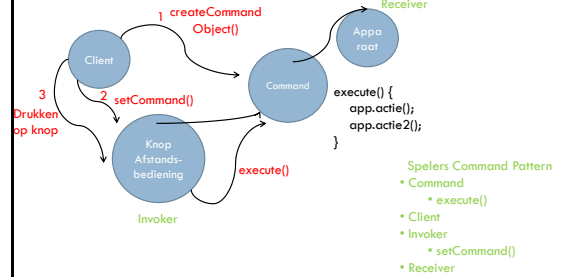 Receiver
1 createCommand
Object()
Appa
raat
Client
Command
execute() {
app.actie();
app.actie2();
}
3
Drukken
op knop
2 setCommand()
Knop
Afstands-
bediening
execute()
Invoker
Spelers Command Pattern
• Command
• execute()
• Client
• Invoker
• setCommand()
• Receiver